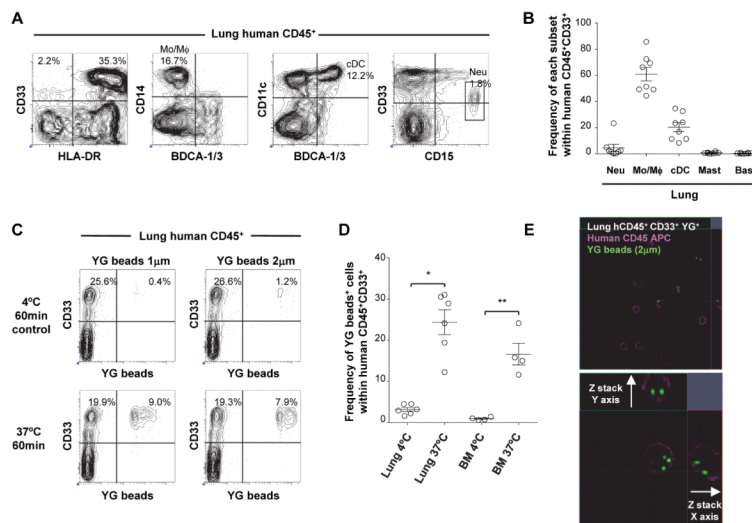 A
Lung human CD45⁺
2.2%
35.3%
CD33
HLA-DR
Mo/Mϕ
16.7%
CD14
BDCA-1/3
cDC
12.2%
CD11c
BDCA-1/3
Neu
1.8%
CD33
CD15
B
Frequency of each subset
within human CD45⁺CD33⁺
100
80
60
40
20
0
Neu Mo/Mϕ cDC Mast Bas
Lung
C
Lung human CD45⁺
YG beads 1μm
YG beads 2μm
4ºC
60min
control
25.6%
0.4%
CD33
YG beads
26.6%
1.2%
CD33
YG beads
37ºC
60min
19.9%
9.0%
CD33
YG beads
19.3%
7.9%
CD33
YG beads
D
Frequency of YG beads⁺ cells
within human CD45⁺CD33⁺
40
30
20
10
0
*
**
Lung 4ºC
Lung 37ºC
BM 4ºC
BM 37ºC
E
Lung hCD45⁺ CD33⁺ YG⁺
Human CD45 APC
YG beads (2μm)
Z stack
Y axis
Z stack
X axis